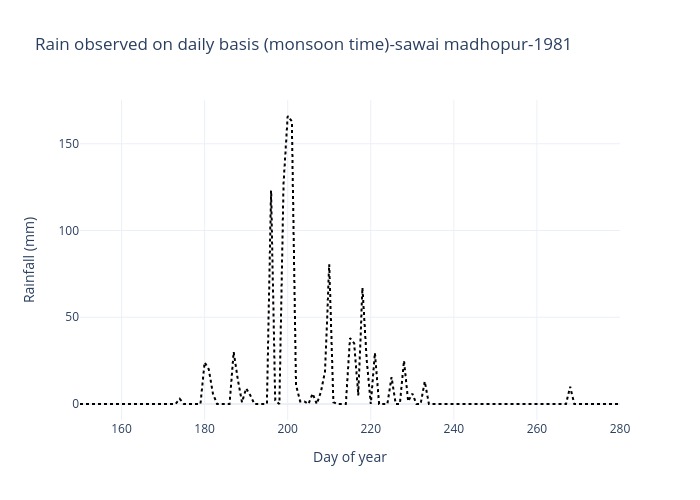 Rain observed on daily basis (monsoon time)-sawai madhopur-1981
150
100
50
0
Rainfall (mm)
160 180 200 220 240 260 280
Day of year